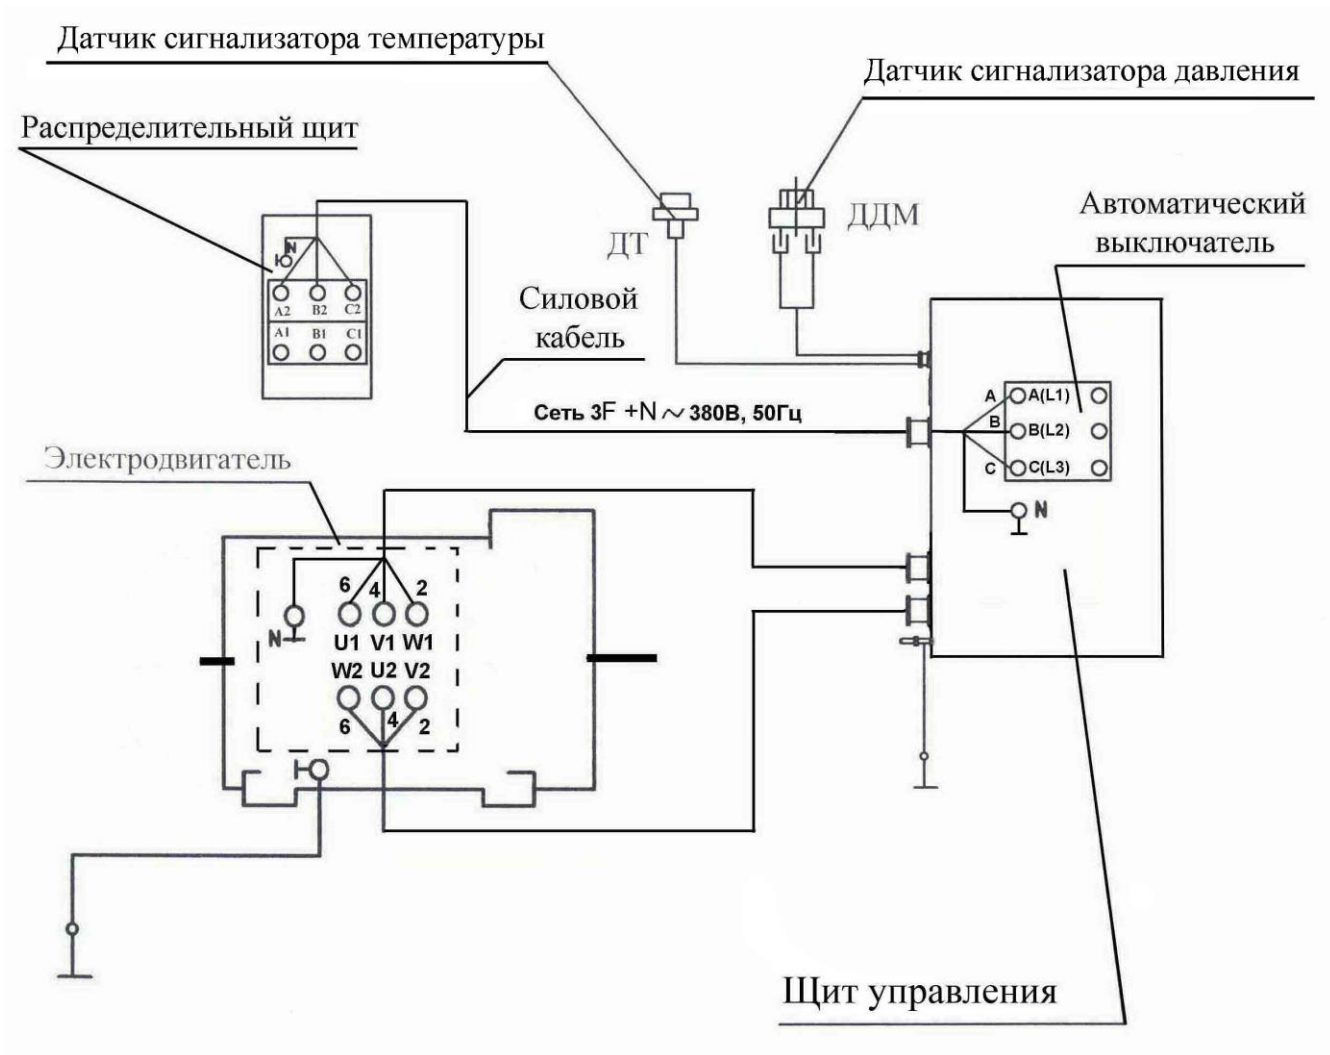 Датчик сигнализатора температуры
Датчик сигнализатора давления
Распределительный щит
Автоматический
выключатель
ДТ
ДДМ
N
A2 B2 C2
A1 B1 C1
Силовой
кабель
Сеть 3F +N ~ 380В, 50Гц
A A(L1)
B B(L2)
C C(L3)
N
Электродвигатель
6 4 2
N
U1 V1 W1
W2 U2 V2
6 4 2
Щит управления